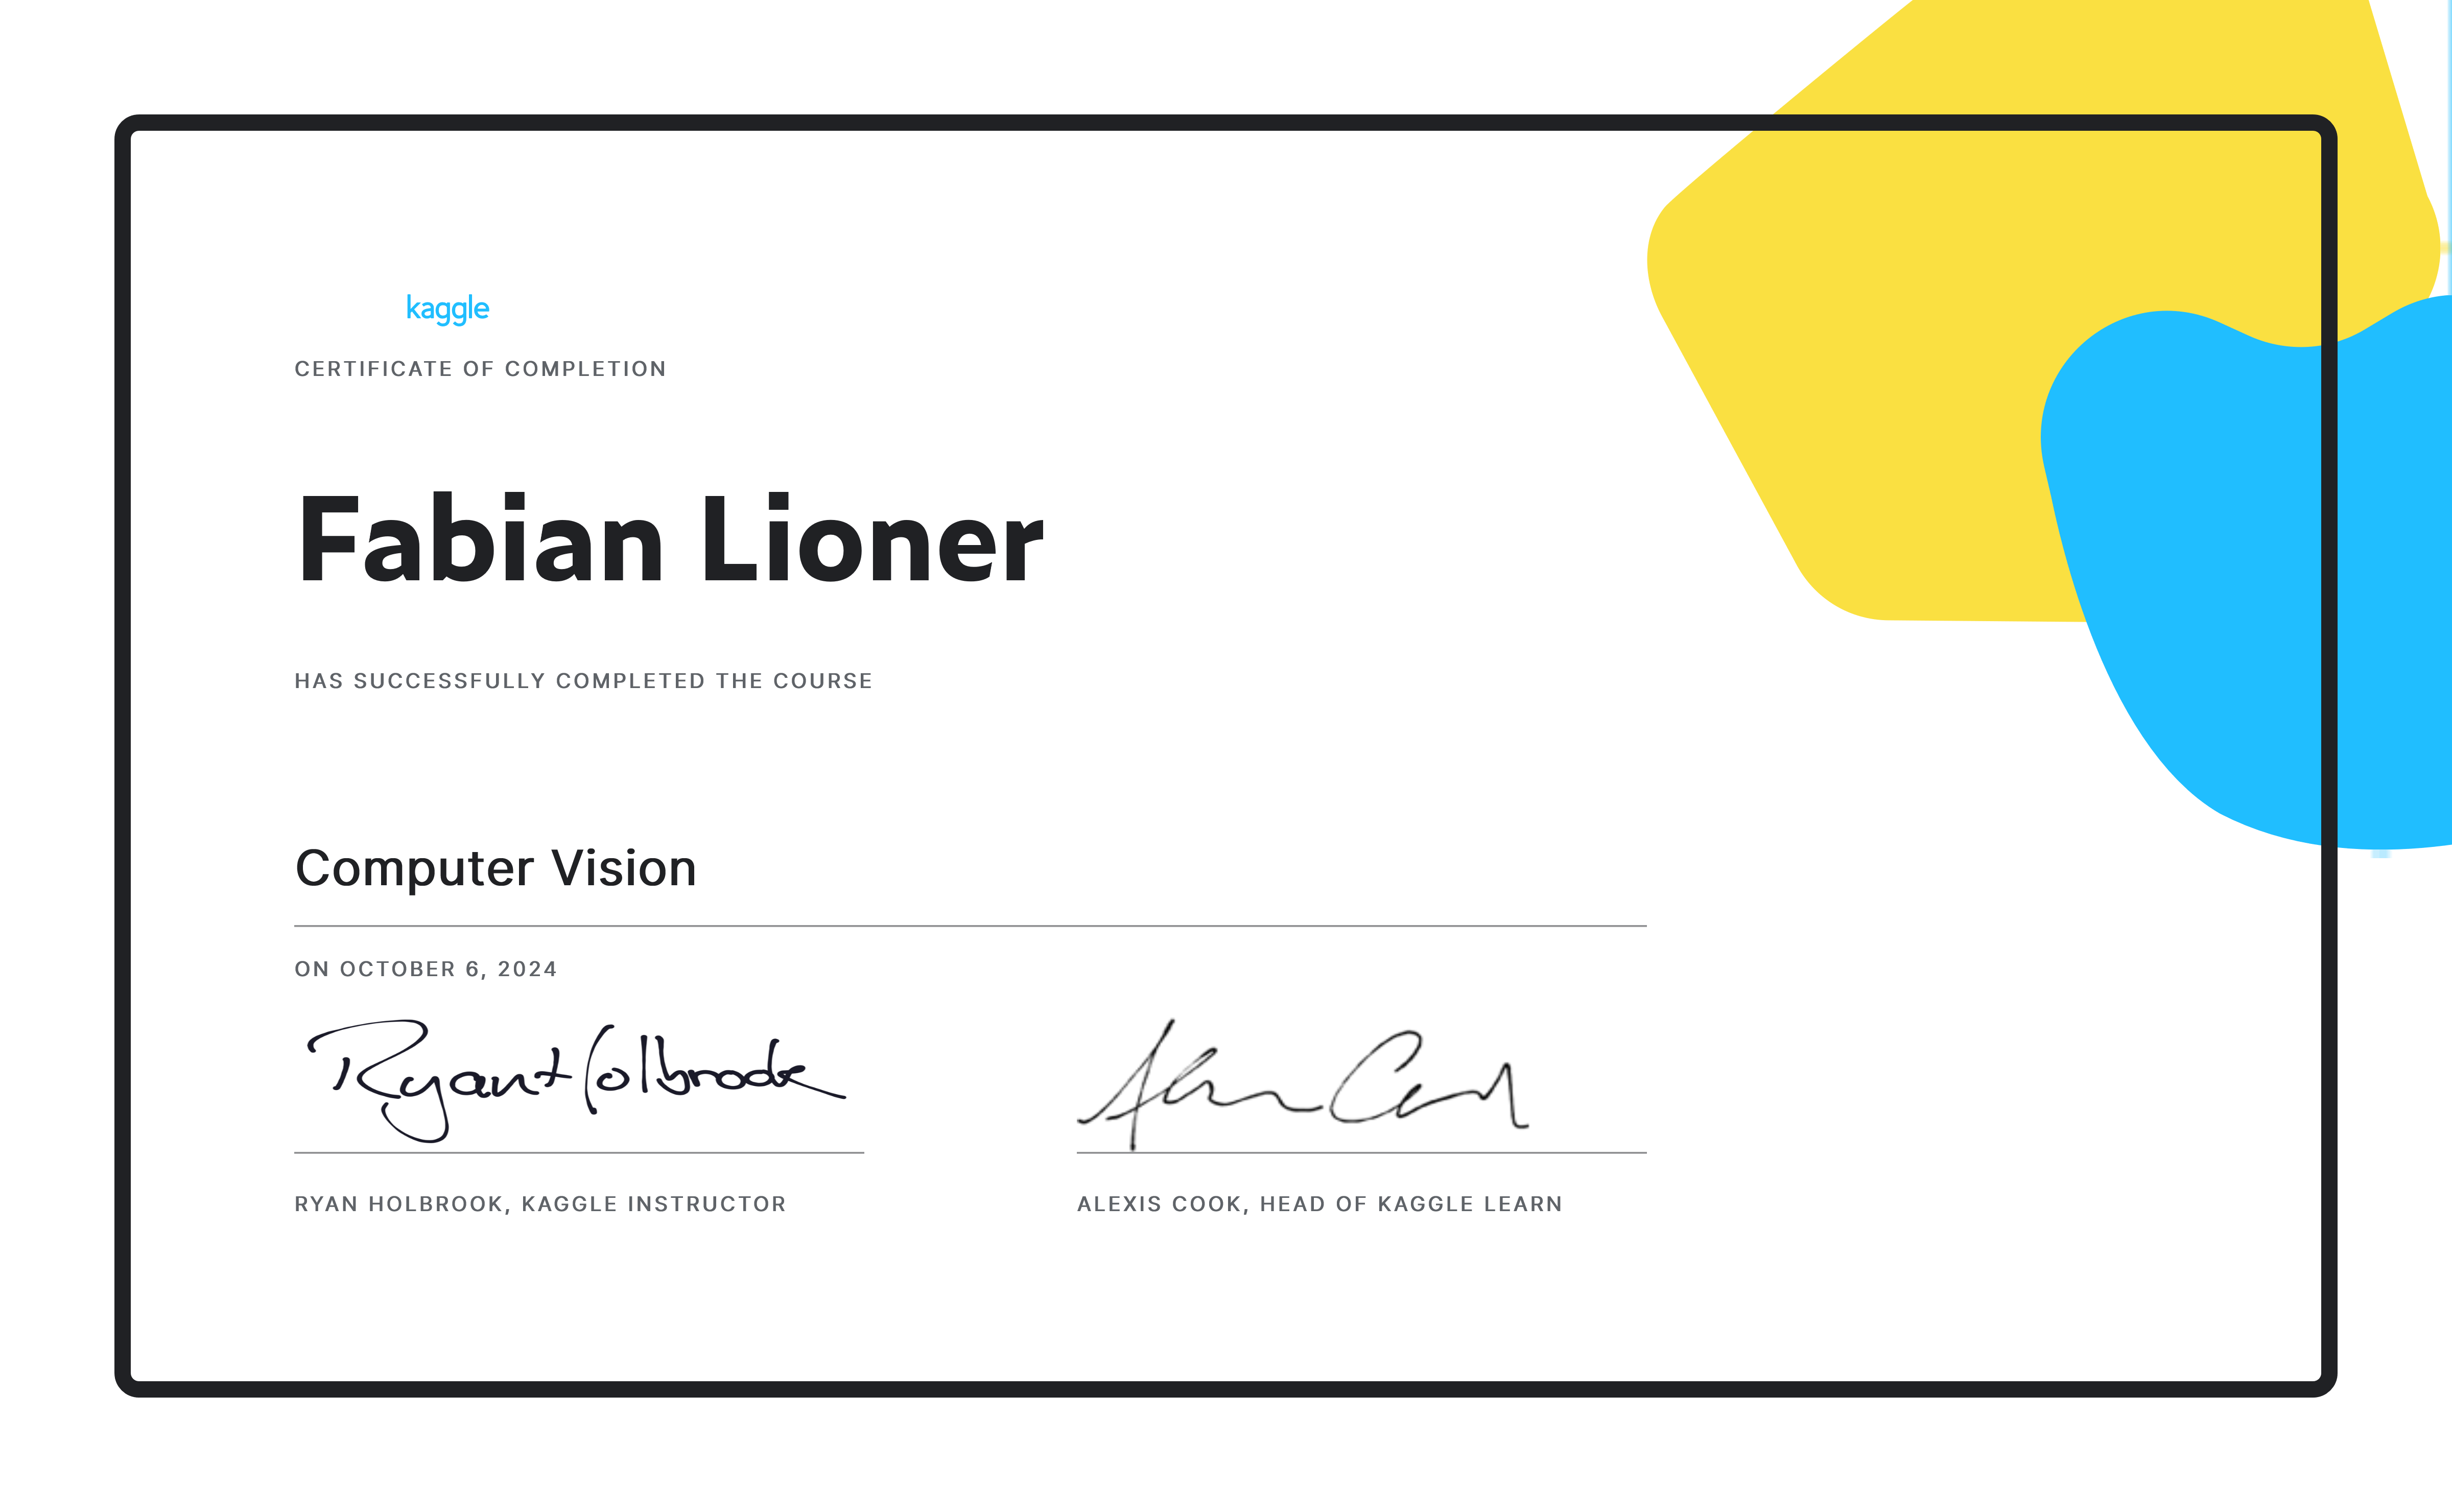 kaggle
CERTIFICATE OF COMPLETION
Fabian Lioner
HAS SUCCESSFULLY COMPLETED THE COURSE
Computer Vision
ON OCTOBER 6, 2024
Ryan Holbrook
Alexis Cook
RYAN HOLBROOK, KAGGLE INSTRUCTOR
ALEXIS COOK, HEAD OF KAGGLE LEARN